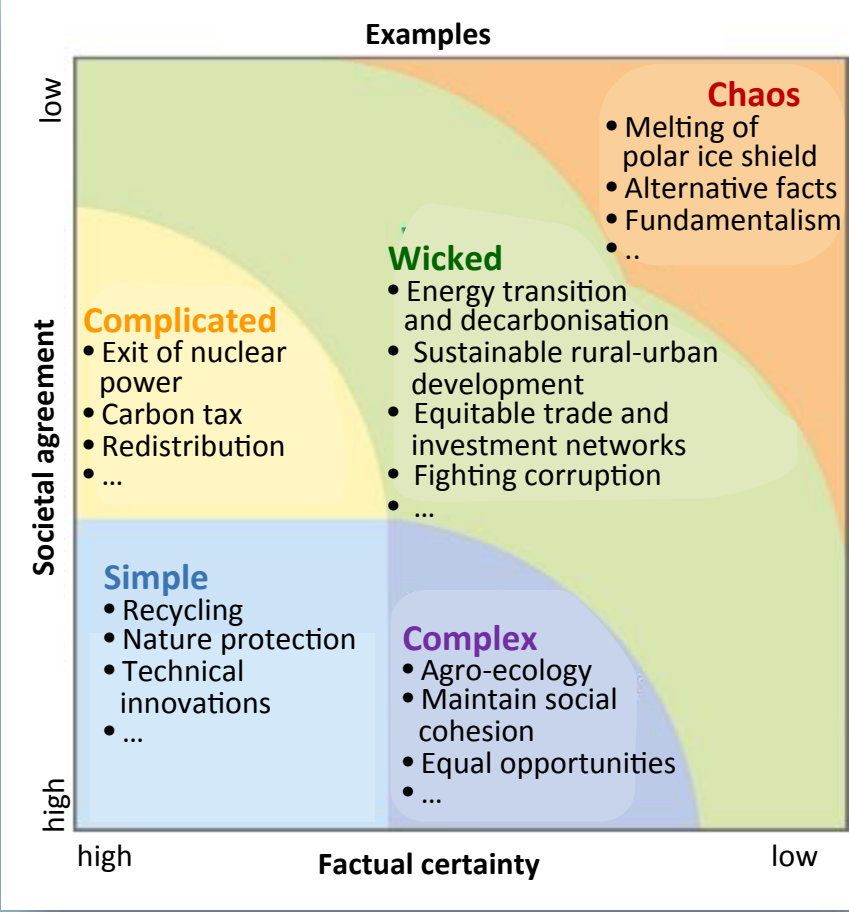 Examples
low
Chaos
• Melting of
polar ice shield
• Alternative facts
• Fundamentalism
• ..
Wicked
• Energy transition
and decarbonisation
• Sustainable rural-urban
development
• Equitable trade and
investment networks
• Fighting corruption
• ...
Complicated
• Exit of nuclear
power
• Carbon tax
• Redistribution
• ...
Societal agreement
Simple
• Recycling
• Nature protection
• Technical
innovations
• ...
Complex
• Agro-ecology
• Maintain social
cohesion
• Equal opportunities
• ...
high
high
Factual certainty
low